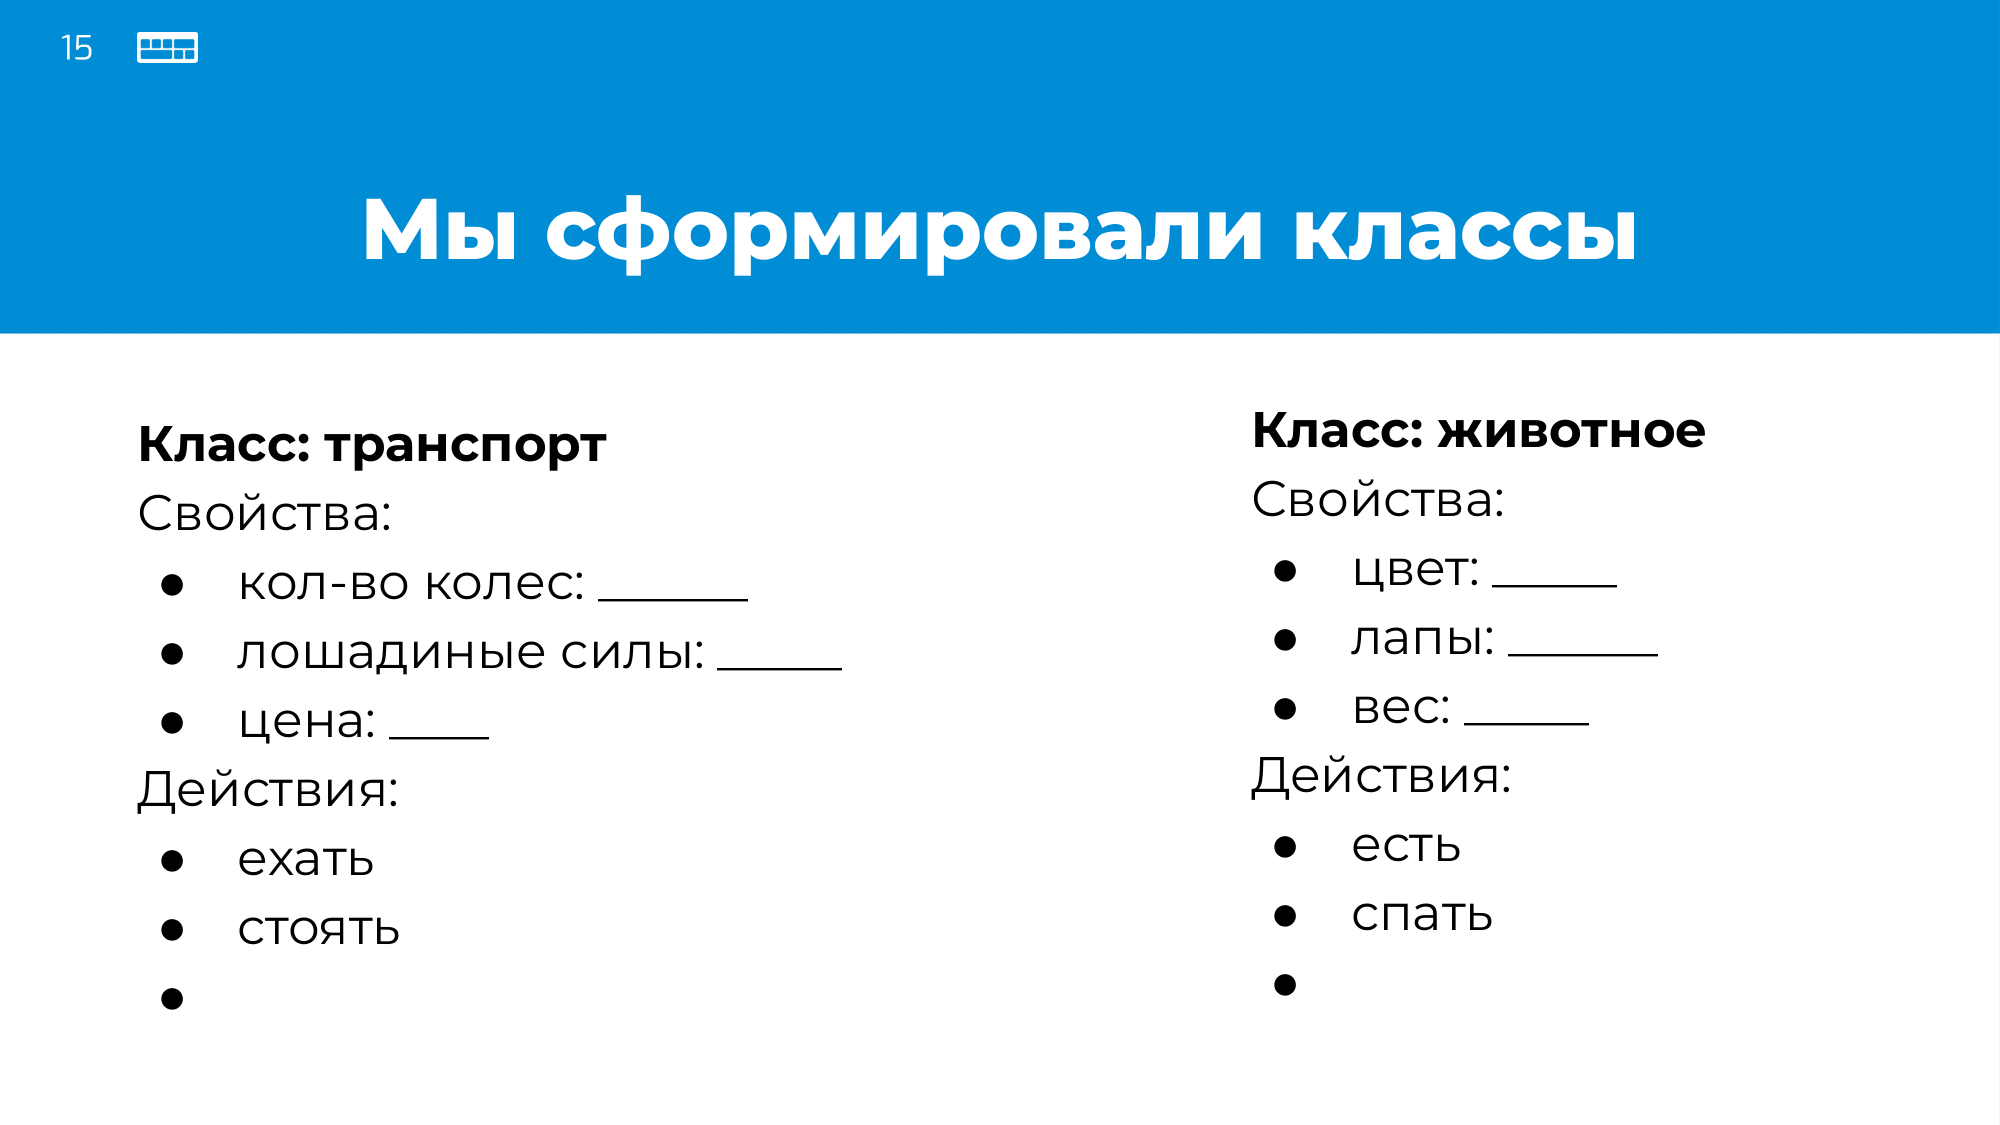 15
Мы сформировали классы
Класс: транспорт
Свойства:
● кол-во колес: ______
● лошадиные силы: _____
● цена: ____
Действия:
● ехать
● стоять
●
Класс: животное
Свойства:
● цвет: _____
● лапы: ______
● вес: _____
Действия:
● есть
● спать
●